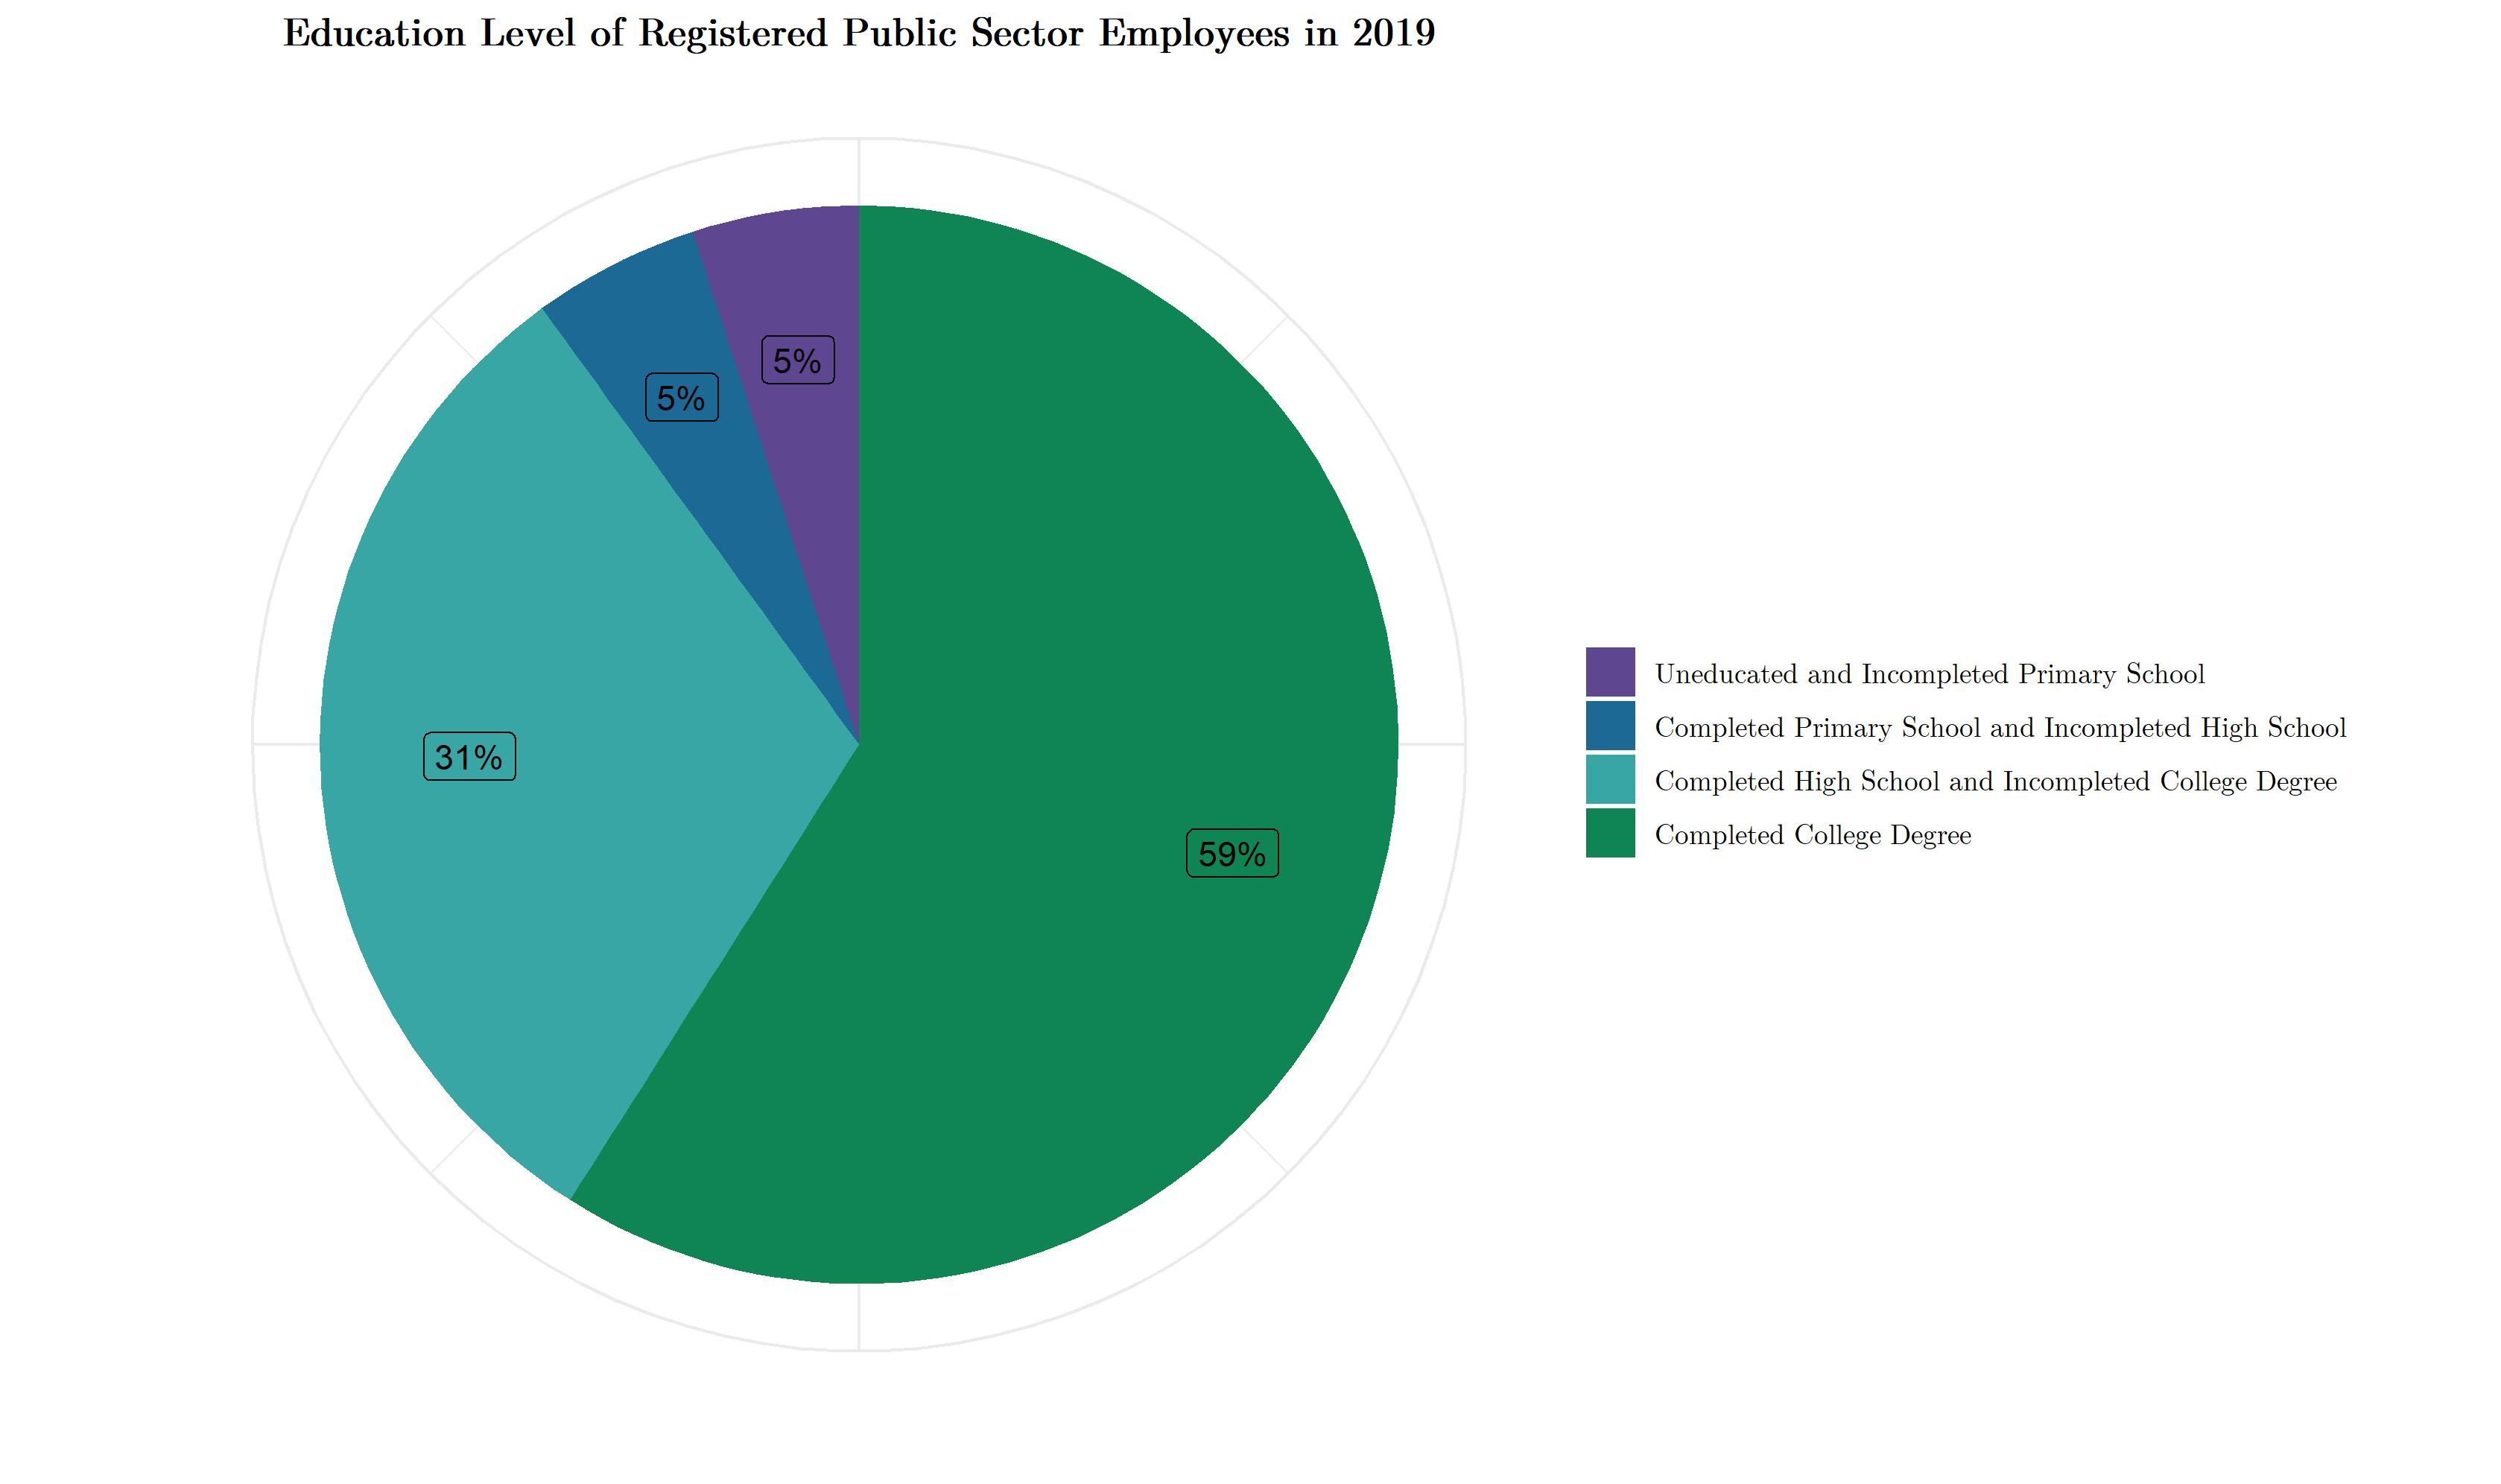 Education Level of Registered Public Sector Employees in 2019
5%
5%
31%
59%
Uneducated and Incompleted Primary School
Completed Primary School and Incompleted High School
Completed High School and Incompleted College Degree
Completed College Degree